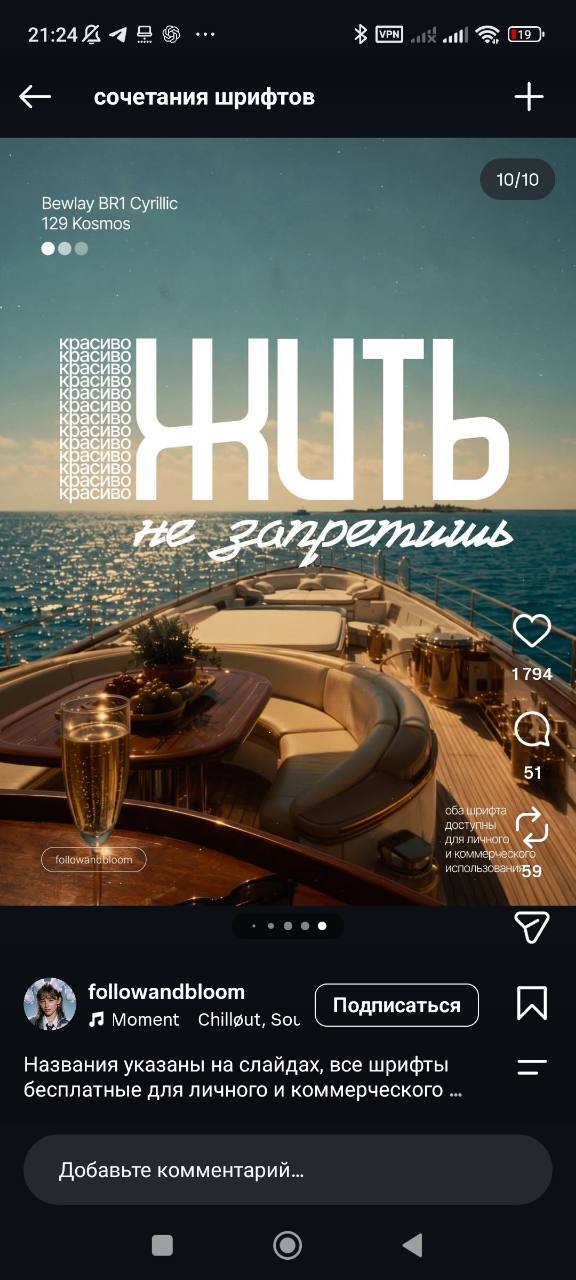 21:24
VPN
19
сочетания шрифтов
10/10
Bewlay BR1 Cyrillic
129 Kosmos
красиво
красиво
красиво
красиво
красиво
красиво
красиво
красиво
красиво
красиво
красиво
красиво
красиво
ЖИТЬ
не запретишь
1 794
51
оба шрифта
доступны
для личного
и коммерческого
использования
59
followandbloom
followandbloom
Moment Chilløut, Sou
Подписаться
Названия указаны на слайдах, все шрифты
бесплатные для личного и коммерческого ...
Добавьте комментарий...